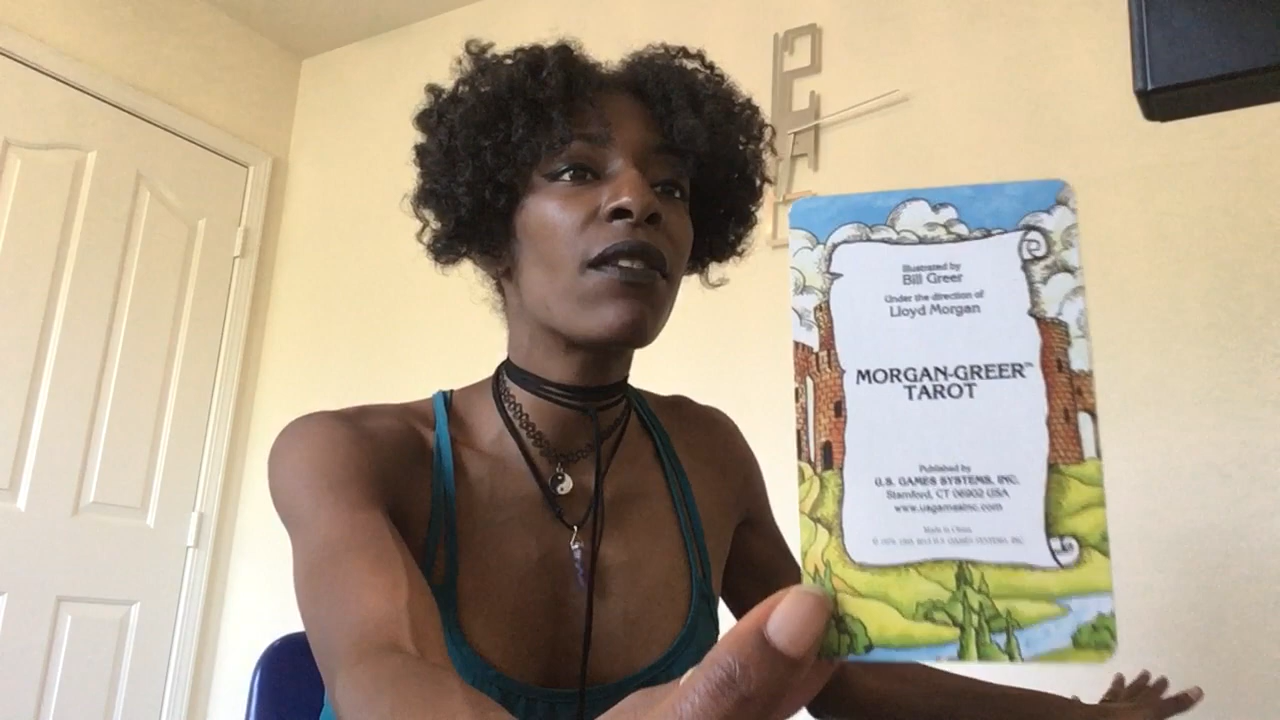 Illustrated by
Bill Greer
Under the direction of
Lloyd Morgan
MORGAN-GREER™
TAROT
Published by
U.S. GAMES SYSTEMS, INC.
Stamford, CT 06902 USA
www.usgamesinc.com
Made in China